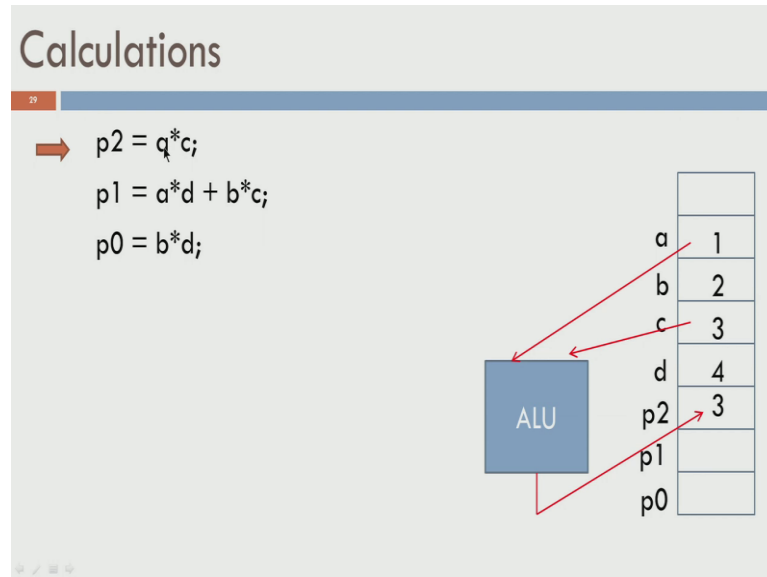 Calculations
29
p2 = a*c;
p1 = a*d + b*c;
p0 = b*d;
a 1
b 2
c 3
d 4
p2 3
p1
p0
ALU